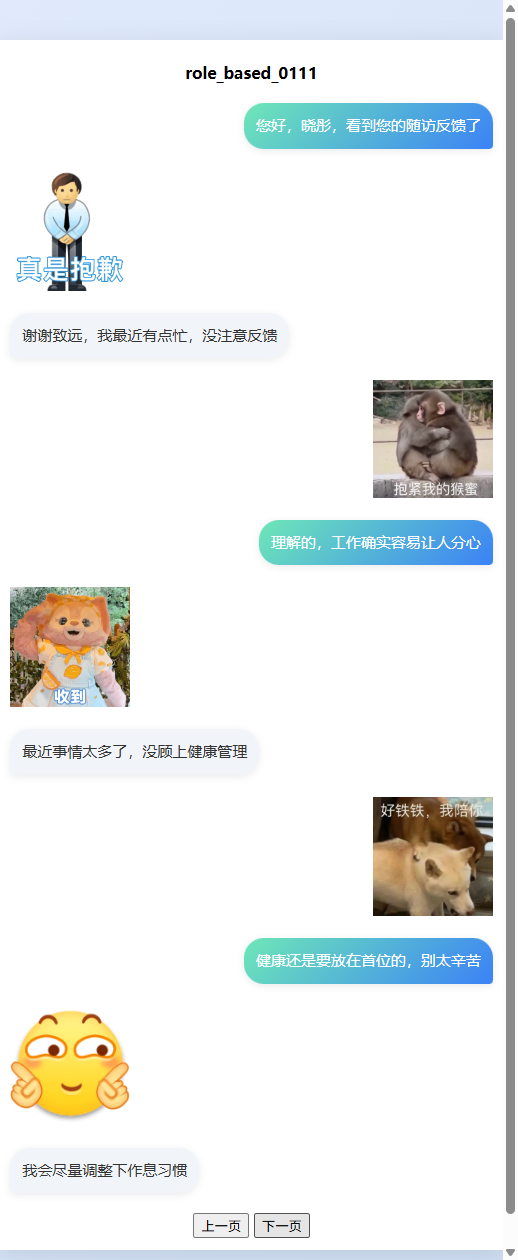 role_based_0111
您好，晓彤，看到您的随访反馈了
真是抱歉
谢谢致远，我最近有点忙，没注意反馈
抱紧我的猴蜜
理解的，工作确实容易让人分心
收到
最近事情太多了，没顾上健康管理
好铁铁，我陪你
健康还是要放在首位的，别太辛苦
我会尽量调整下作息习惯
上一页 下一页